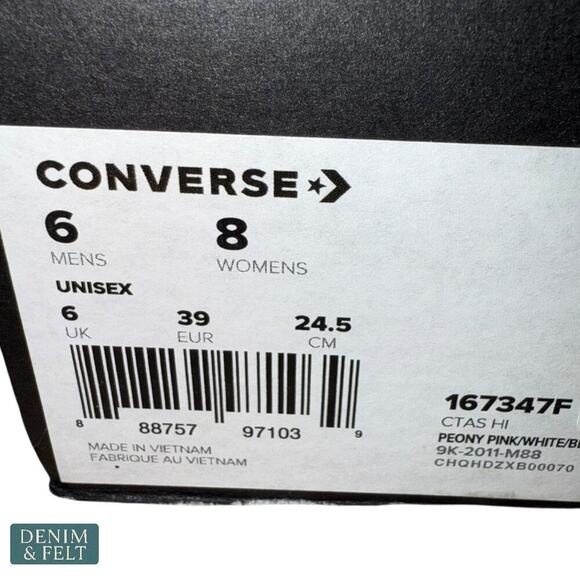 CONVERSE
6 8
MENS WOMENS
UNISEX
6 39 24.5
UK EUR CM
8 88757 97103 9
MADE IN VIETNAM
FABRIQUE AU VIETNAM
167347F
CTAS HI
PEONY PINK/WHITE/
9K-2011-M88
CHQHDZXB00070
DENIM
& FELT